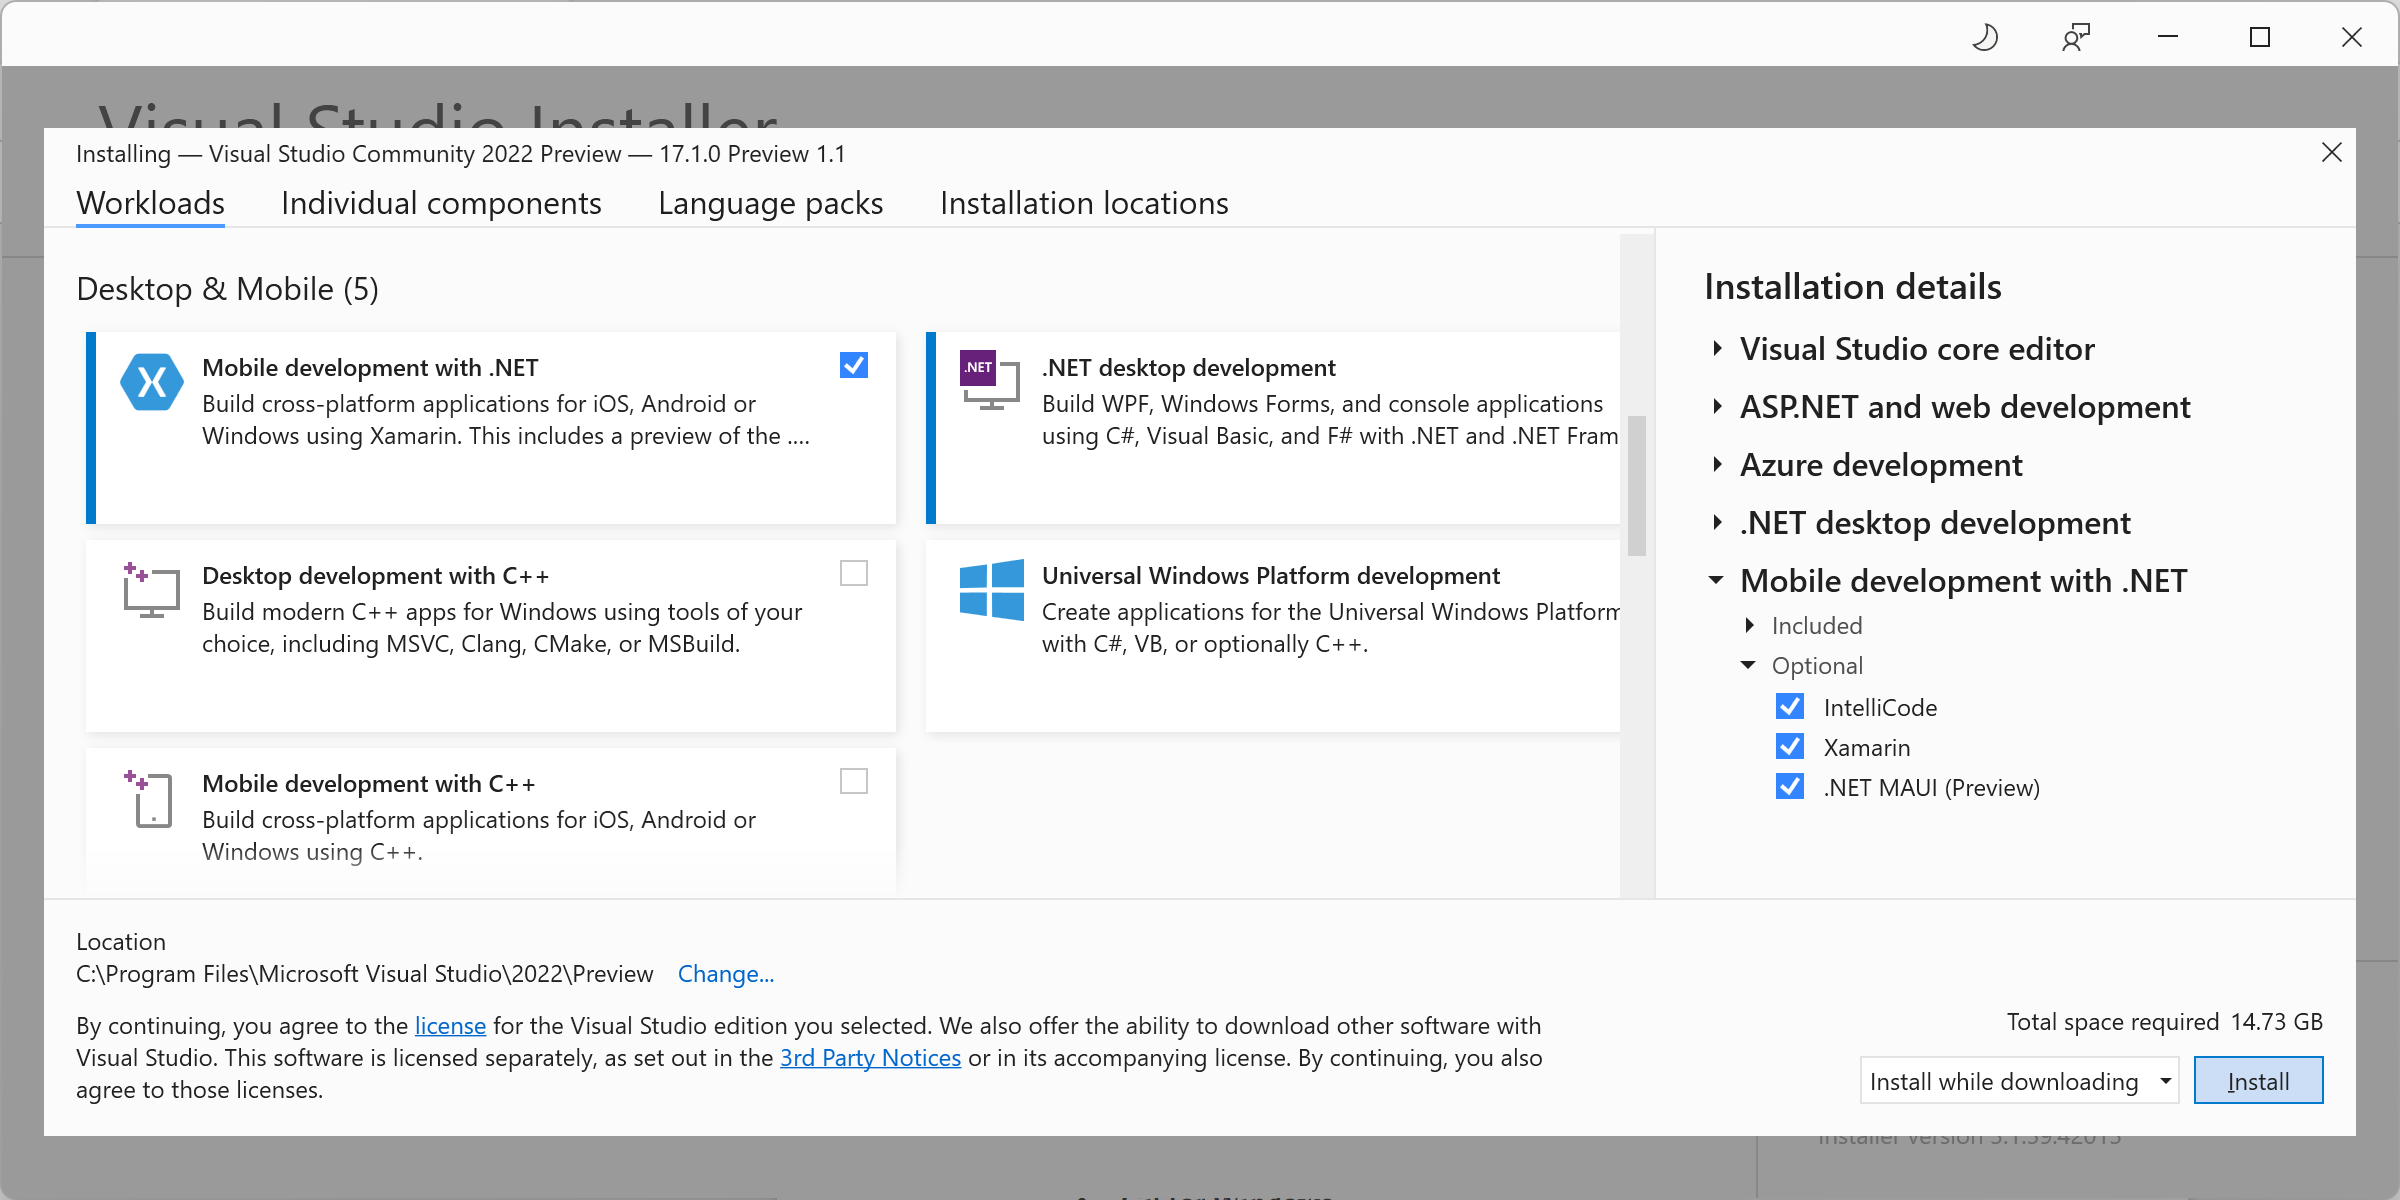 Visual Studio Installer
Installing — Visual Studio Community 2022 Preview — 17.1.0 Preview 1.1
Workloads
Individual components
Language packs
Installation locations
Desktop & Mobile (5)
Mobile development with .NET
Build cross-platform applications for iOS, Android or
Windows using Xamarin. This includes a preview of the ....
.NET
.NET desktop development
Build WPF, Windows Forms, and console applications
using C#, Visual Basic, and F# with .NET and .NET Fram
Desktop development with C++
Build modern C++ apps for Windows using tools of your
choice, including MSVC, Clang, CMake, or MSBuild.
Universal Windows Platform development
Create applications for the Universal Windows Platform
with C#, VB, or optionally C++.
Mobile development with C++
Build cross-platform applications for iOS, Android or
Windows using C++.
Installation details
Visual Studio core editor
ASP.NET and web development
Azure development
.NET desktop development
Mobile development with .NET
Included
Optional
IntelliCode
Xamarin
.NET MAUI (Preview)
Location
C:\Program Files\Microsoft Visual Studio\2022\Preview Change...
By continuing, you agree to the license for the Visual Studio edition you selected. We also offer the ability to download other software with
Visual Studio. This software is licensed separately, as set out in the 3rd Party Notices or in its accompanying license. By continuing, you also
agree to those licenses.
Total space required 14.73 GB
Install while downloading
Install
Installer version 3.1.59.42013